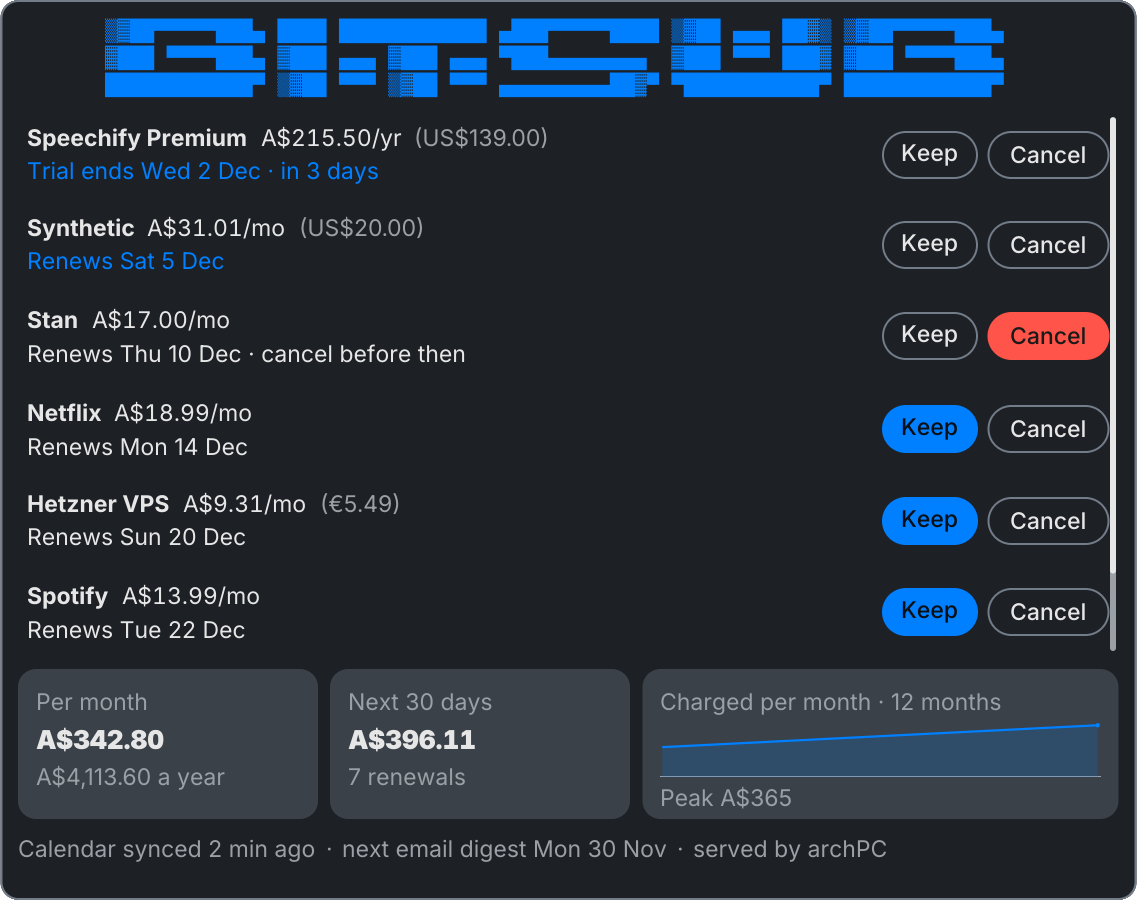 BITSUB
Speechify Premium A$215.50/yr (US$139.00)
Trial ends Wed 2 Dec · in 3 days
Keep Cancel
Synthetic A$31.01/mo (US$20.00)
Renews Sat 5 Dec
Keep Cancel
Stan A$17.00/mo
Renews Thu 10 Dec · cancel before then
Keep Cancel
Netflix A$18.99/mo
Renews Mon 14 Dec
Keep Cancel
Hetzner VPS A$9.31/mo (€5.49)
Renews Sun 20 Dec
Keep Cancel
Spotify A$13.99/mo
Renews Tue 22 Dec
Keep Cancel
Per month
A$342.80
A$4,113.60 a year
Next 30 days
A$396.11
7 renewals
Charged per month · 12 months
Peak A$365
Calendar synced 2 min ago · next email digest Mon 30 Nov · served by archPC